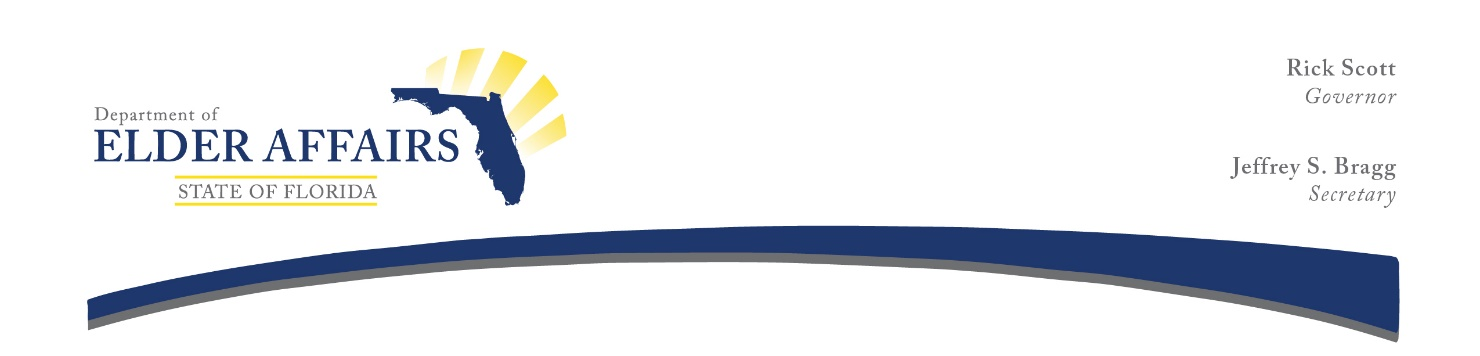 Department of
ELDER AFFAIRS
STATE OF FLORIDA
Rick Scott
Governor
Jeffrey S. Bragg
Secretary